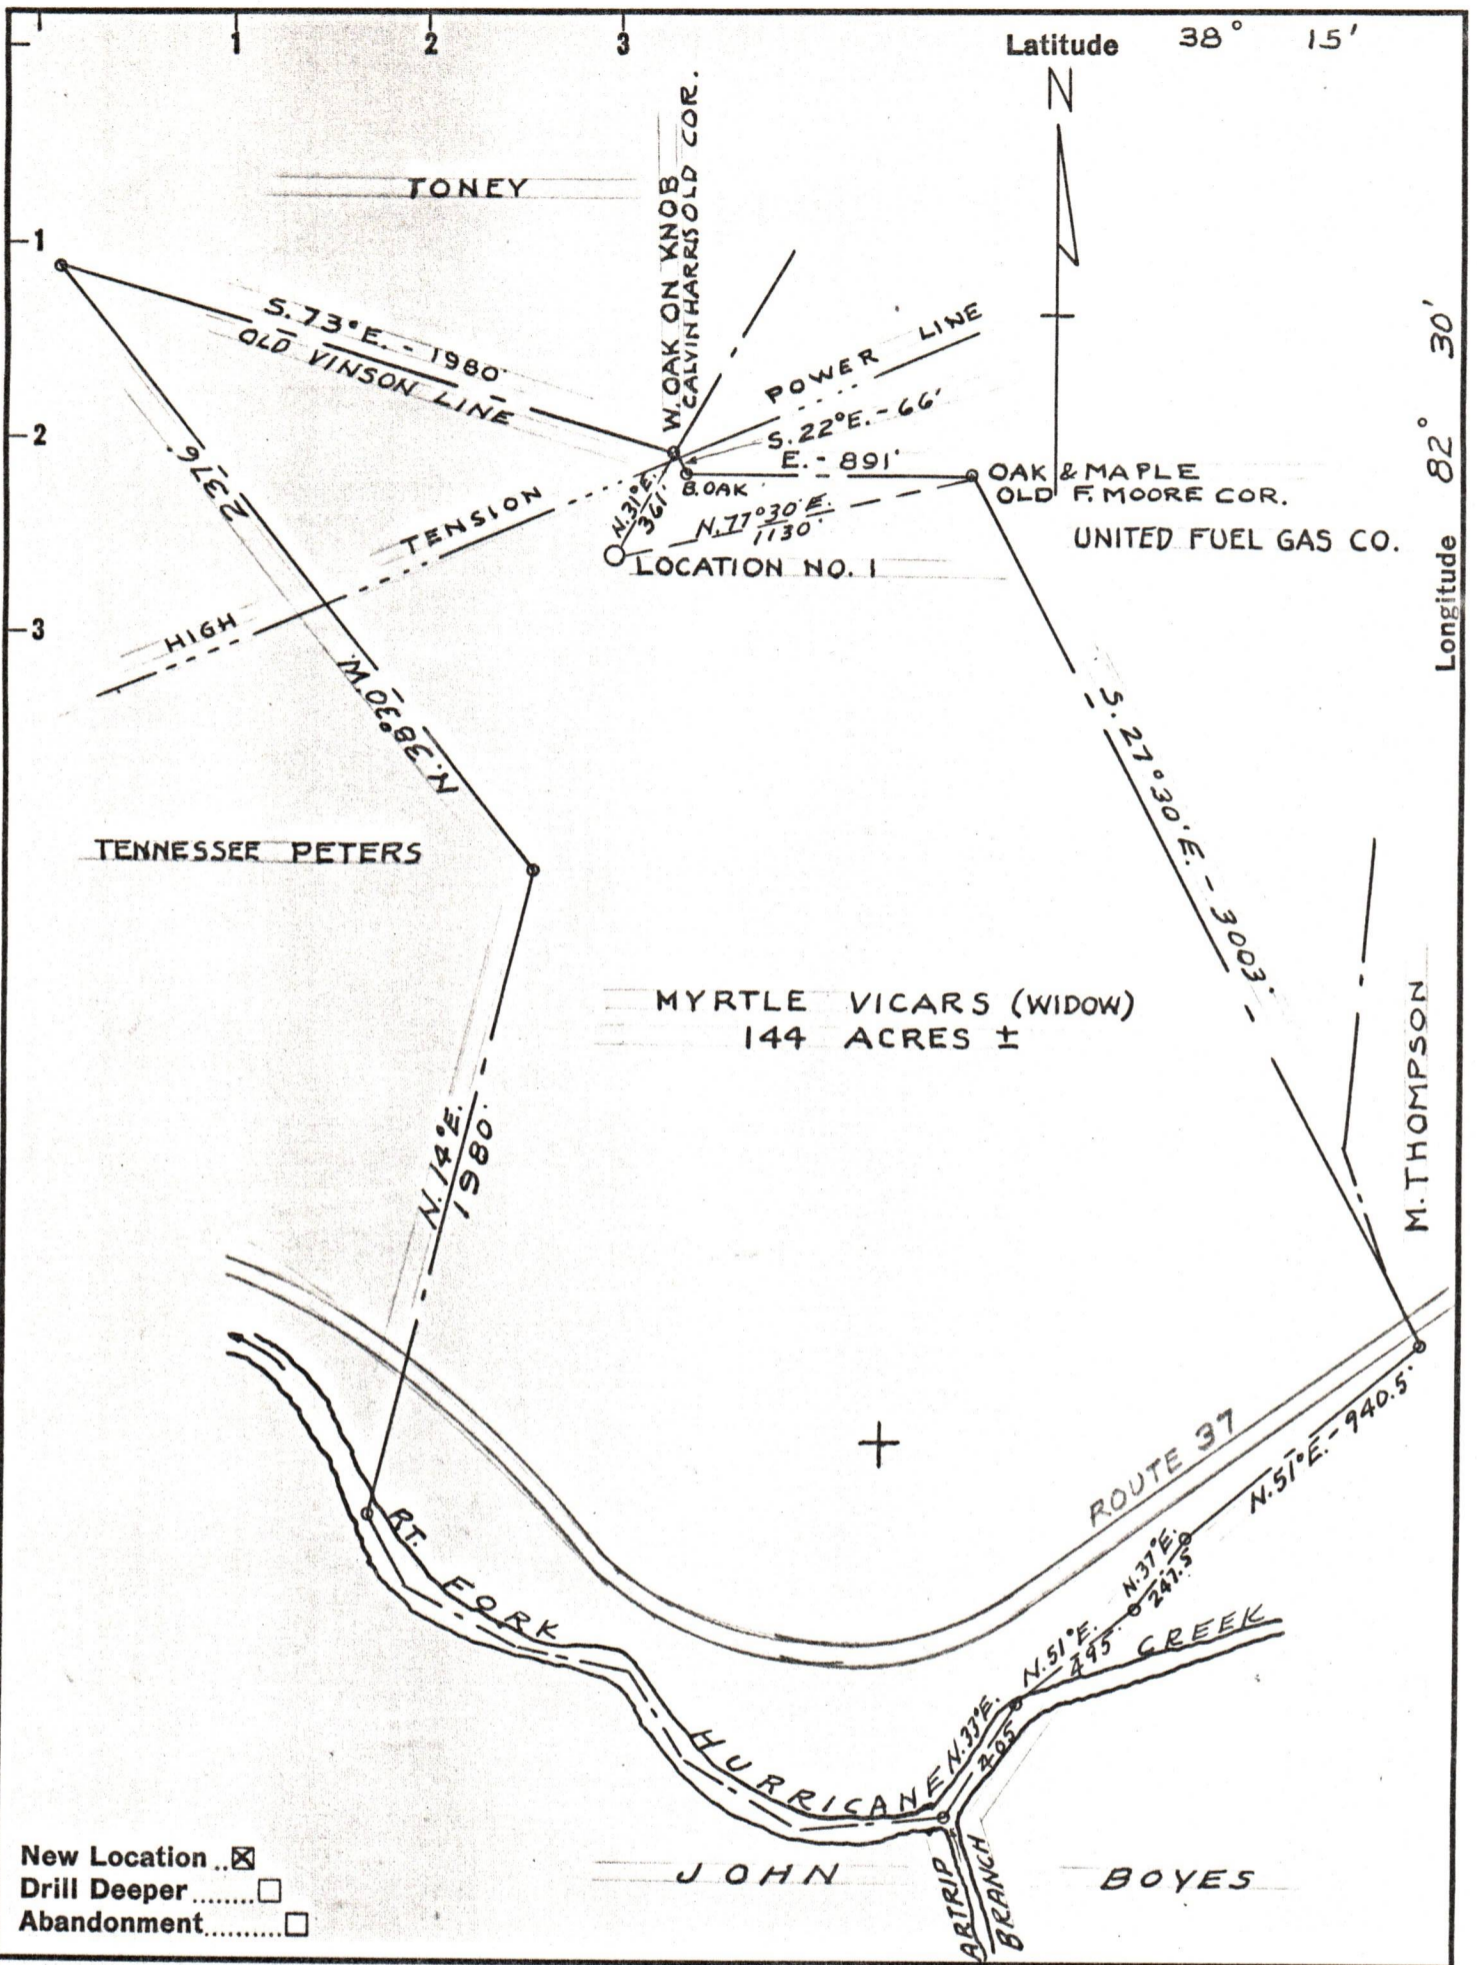 1 2 3
Latitude 38° 15'
N
TONEY
W. OAK ON KNOB
CALVIN HARRIS OLD COR.
1
S. 73°E. - 1980'
OLD VINSON LINE
POWER LINE
Longitude 82° 30'
2
S. 22°E. - 66'
E. - 891'
B. OAK
OAK & MAPLE
OLD F. MOORE COR.
N. 31°E.
361'
N. 77°30' E.
1130'
UNITED FUEL GAS CO.
LOCATION NO. 1
HIGH TENSION
3
N. 38°30'W.
2376'
S. 27°30'E. - 3003'
TENNESSEE PETERS
MYRTLE VICARS (WIDOW)
144 ACRES ±
M. THOMPSON
N. 14°E.
1980'
ROUTE 37
N. 51°E. - 940.5'
N. 37°E.
247.5
N. 51°E.
495'
CREEK
N. 33°E.
405
RT. FORK HURRICANE
ARTRIP
BRANCH
JOHN BOYES
New Location ..☒
Drill Deeper........☐
Abandonment..........☐